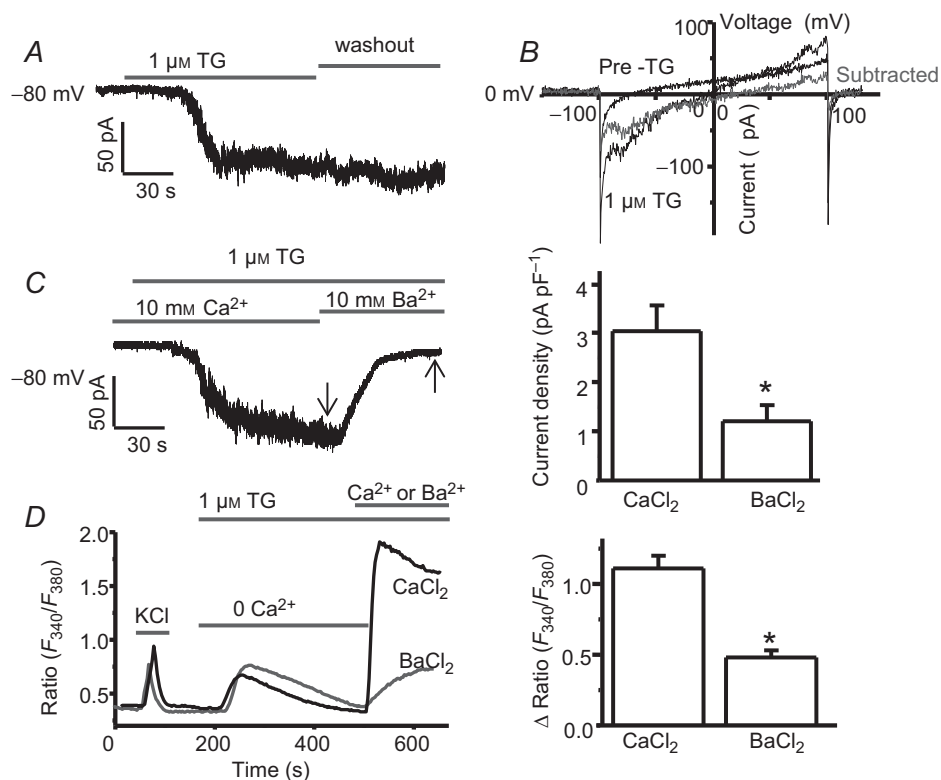 A
1 µM TG
washout
−80 mV
50 pA
30 s
B
100
Voltage (mV)
Pre -TG
Subtracted
0 mV
−100
0
100
−100
1 µM TG
Current ( pA)
C
1 µM TG
10 mM Ca²⁺
10 mM Ba²⁺
−80 mV
50 pA
30 s
Current density (pA pF⁻¹)
4
3
2
1
0
*
CaCl₂
BaCl₂
D
1 µM TG
Ca²⁺ or Ba²⁺
KCl
0 Ca²⁺
CaCl₂
BaCl₂
Ratio (F₃₄₀/F₃₈₀)
2.0
1.5
1.0
0.5
0
200
400
600
Time (s)
Δ Ratio (F₃₄₀/F₃₈₀)
1.0
0.5
0.0
*
CaCl₂
BaCl₂